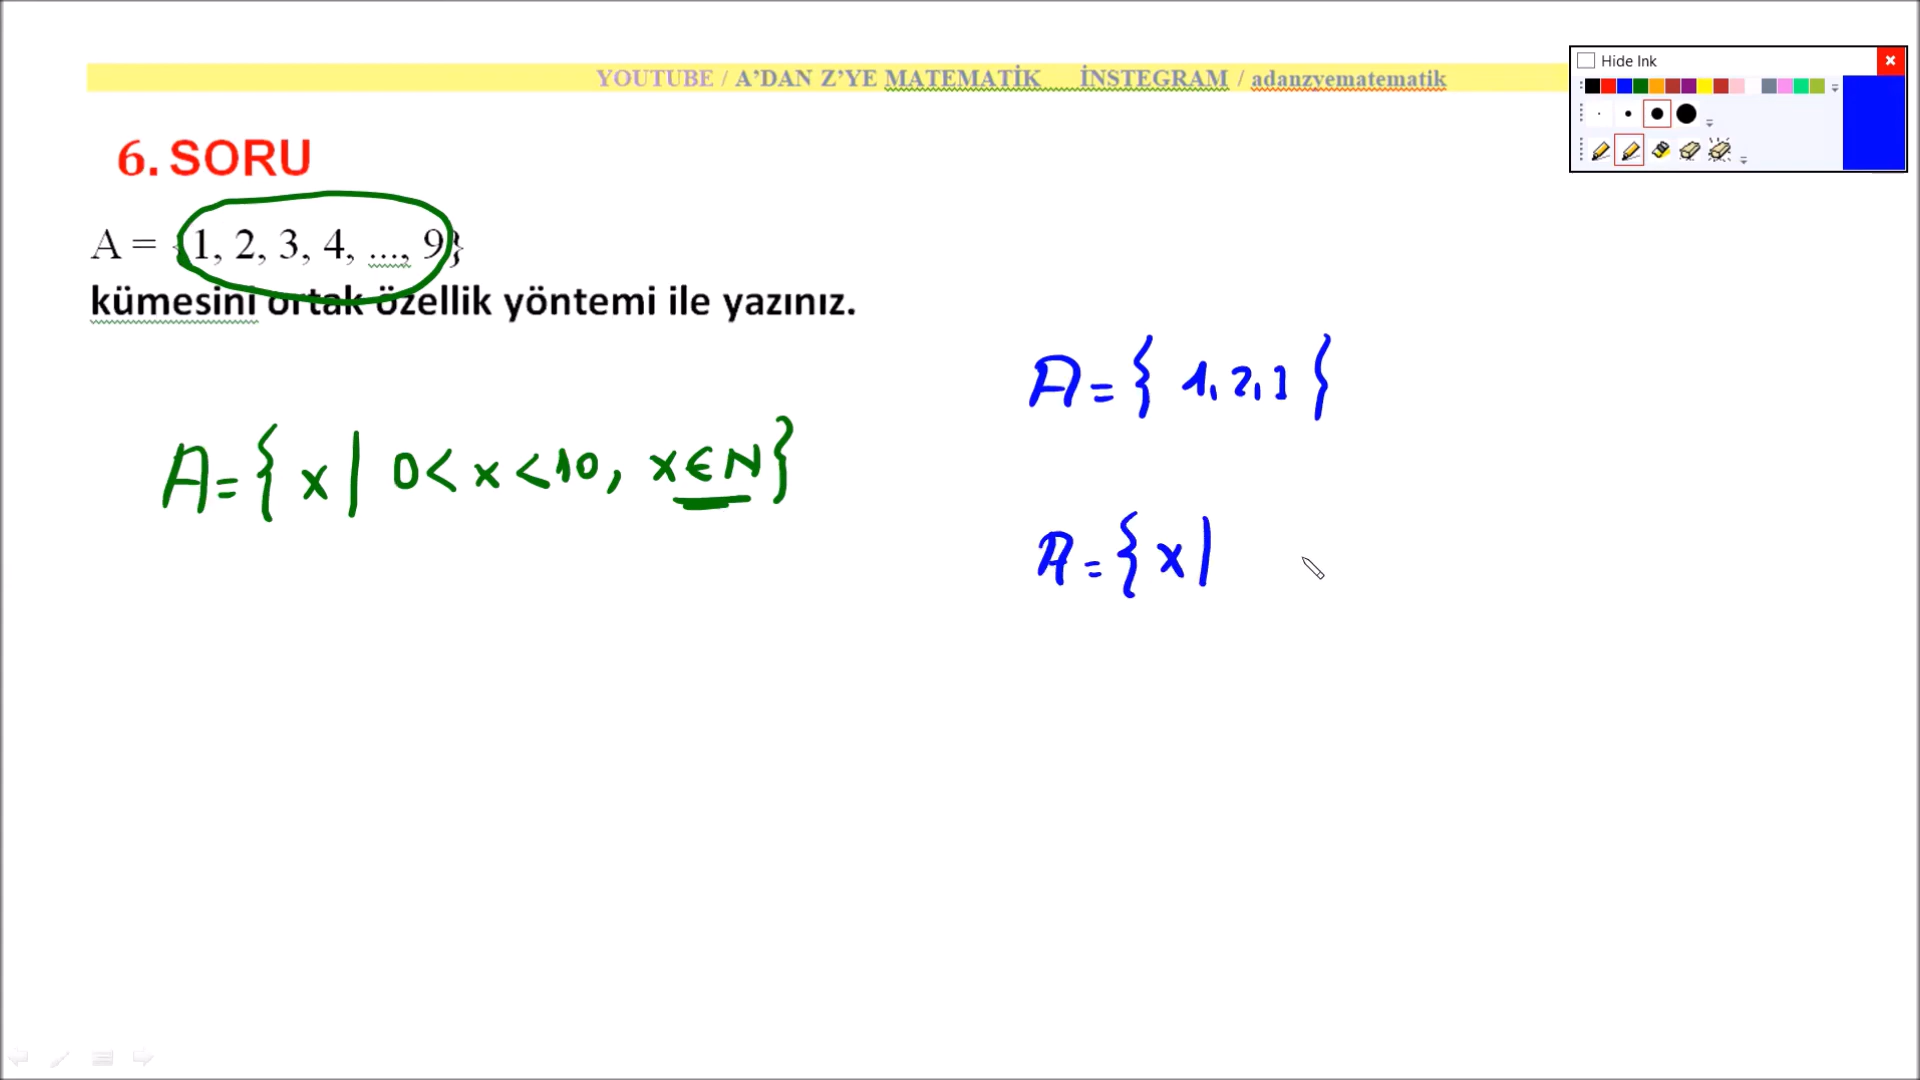 YOUTUBE / A’DAN Z’YE MATEMATİK İNSTEGRAM / adanzyematematik
Hide Ink
6. SORU
A = {1, 2, 3, 4, ..., 9}
kümesini ortak özellik yöntemi ile yazınız.
A = { 1, 2, 3 }
A = { x | 0 < x < 10, x ∈ N }
A = { x |